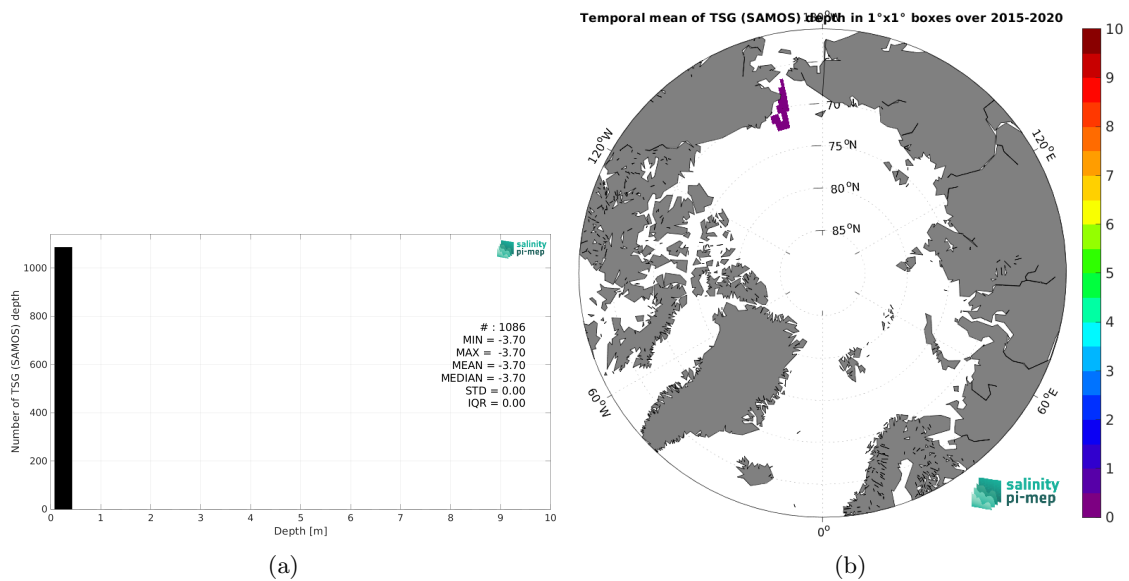 Temporal mean of TSG (SAMOS) depth in 1°x1° boxes over 2015-2020
Number of TSG (SAMOS) depth
1000
800
600
400
200
0
0 1 2 3 4 5 6 7 8 9 10
Depth [m]
salinity
pi-mep
# : 1086
MIN = -3.70
MAX = -3.70
MEAN = -3.70
MEDIAN = -3.70
STD = 0.00
IQR = 0.00
(a)
180°W
120°W
120°E
70°N
75°N
80°N
85°N
60°W
60°E
0°
salinity
pi-mep
10
9
8
7
6
5
4
3
2
1
0
(b)